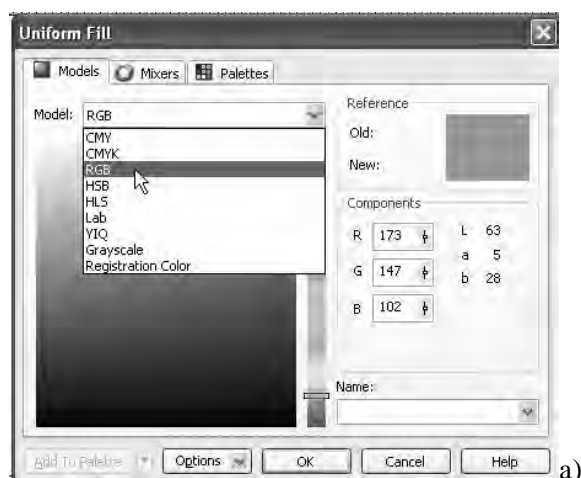 Uniform Fill
Models Mixers Palettes
Model: RGB
CMY
CMYK
RGB
HSB
HLS
Lab
YIQ
Grayscale
Registration Color
Reference
Old:
New:
Components
R 173 L 63
a 5
G 147 b 28
B 102
Name:
Add To Palette Options OK Cancel Help
a)